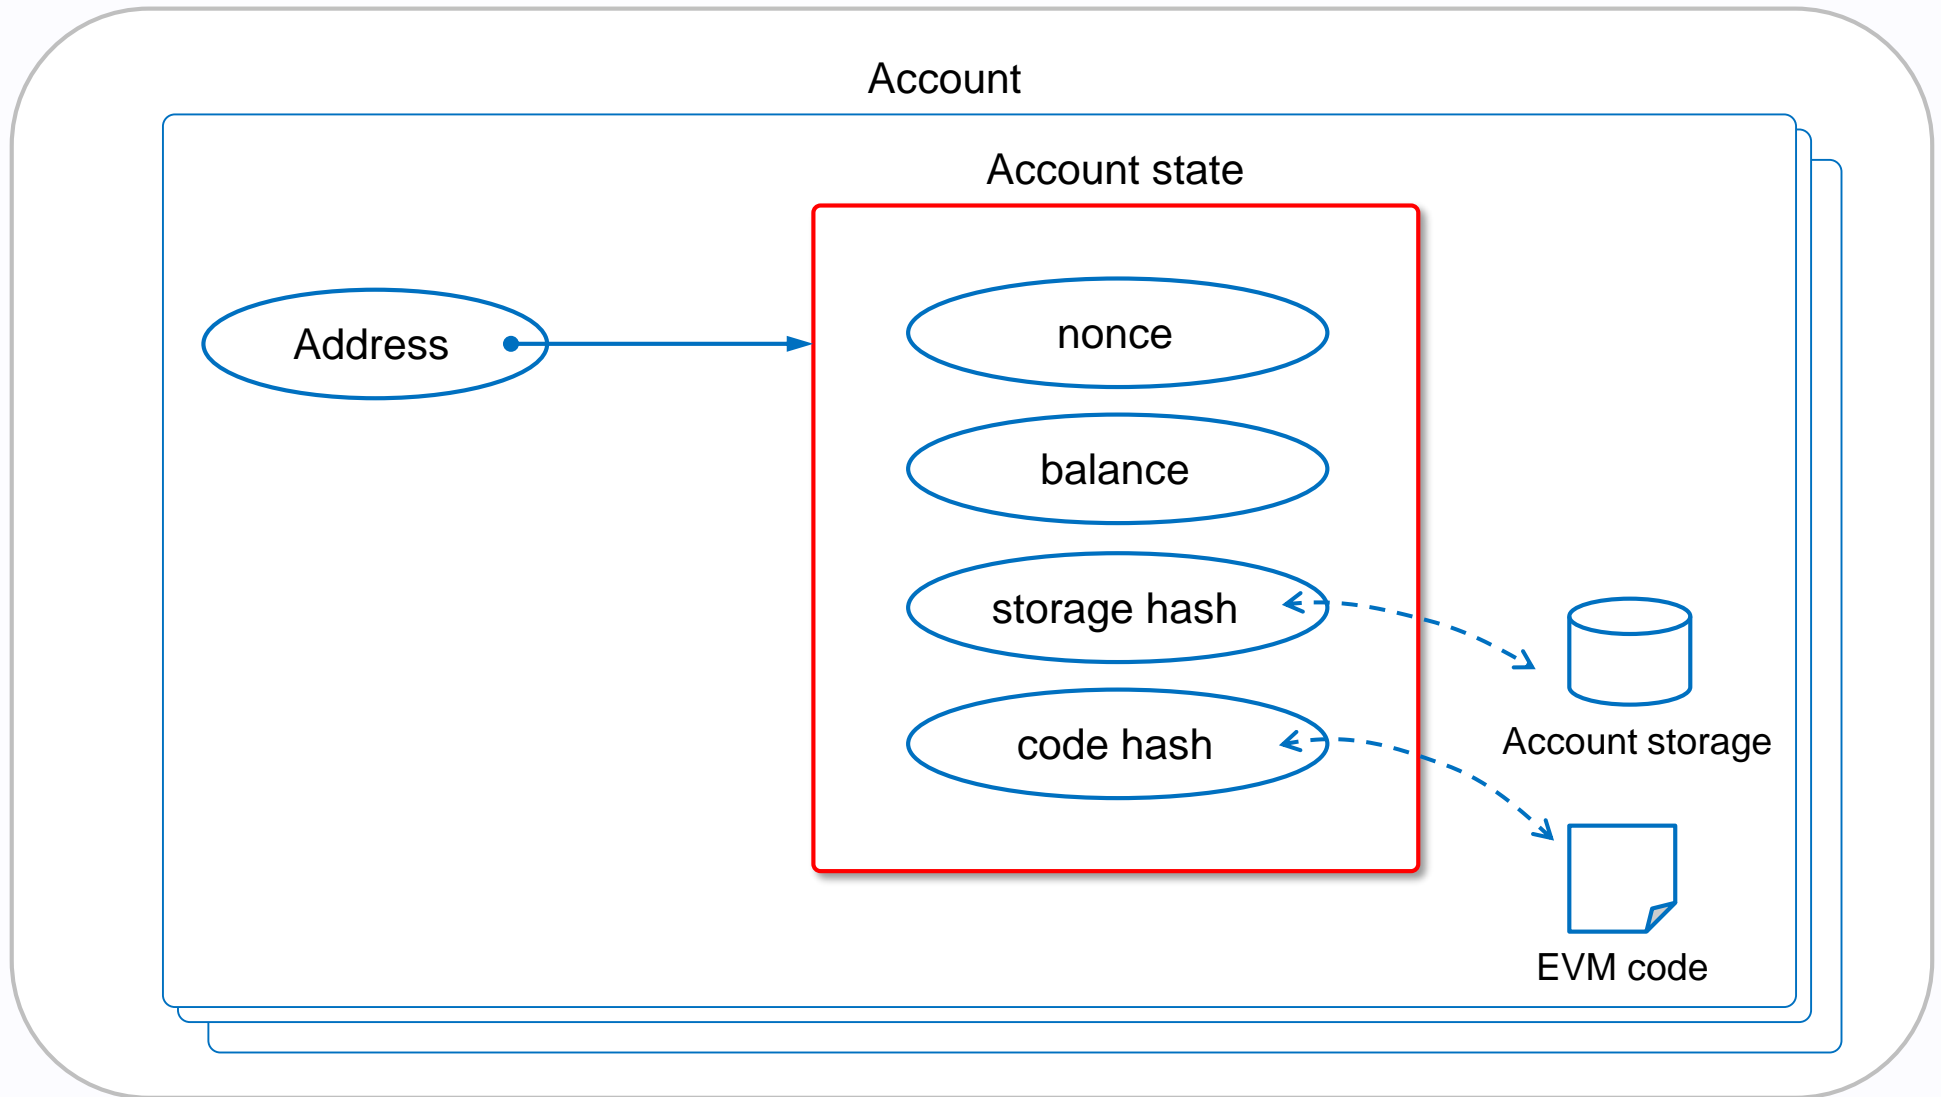 Account
Account state
Address
nonce
balance
storage hash
code hash
Account storage
EVM code